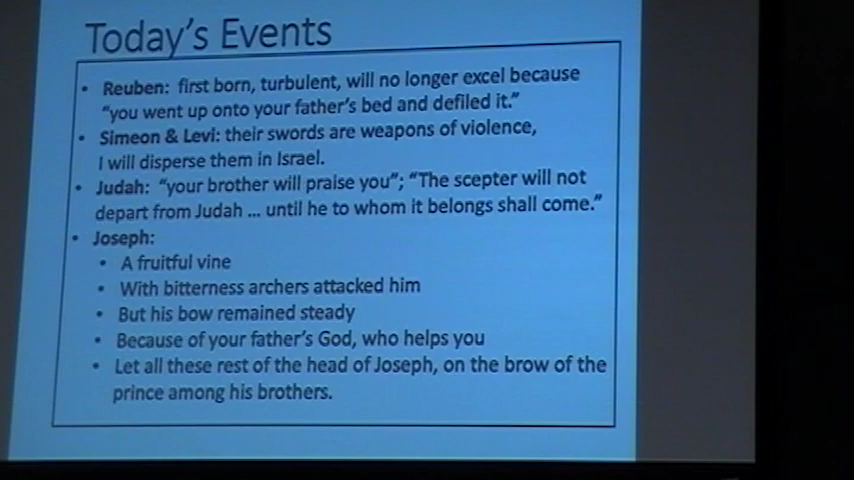 Today's Events
• Reuben: first born, turbulent, will no longer excel because
"you went up onto your father's bed and defiled it."
• Simeon & Levi: their swords are weapons of violence,
I will disperse them in Israel.
• Judah: "your brother will praise you"; "The scepter will not
depart from Judah ... until he to whom it belongs shall come."
• Joseph:
• A fruitful vine
• With bitterness archers attacked him
• But his bow remained steady
• Because of your father's God, who helps you
• Let all these rest of the head of Joseph, on the brow of the
prince among his brothers.